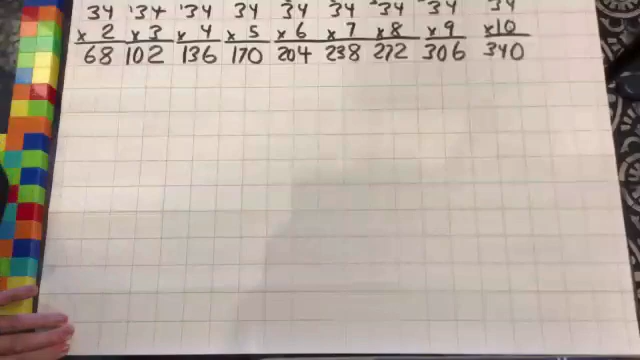 34 34 34 34 34 34 34 34 34
x 2 x 3 x 4 x 5 x 6 x 7 x 8 x 9 x10
68 102 136 170 204 238 272 306 340